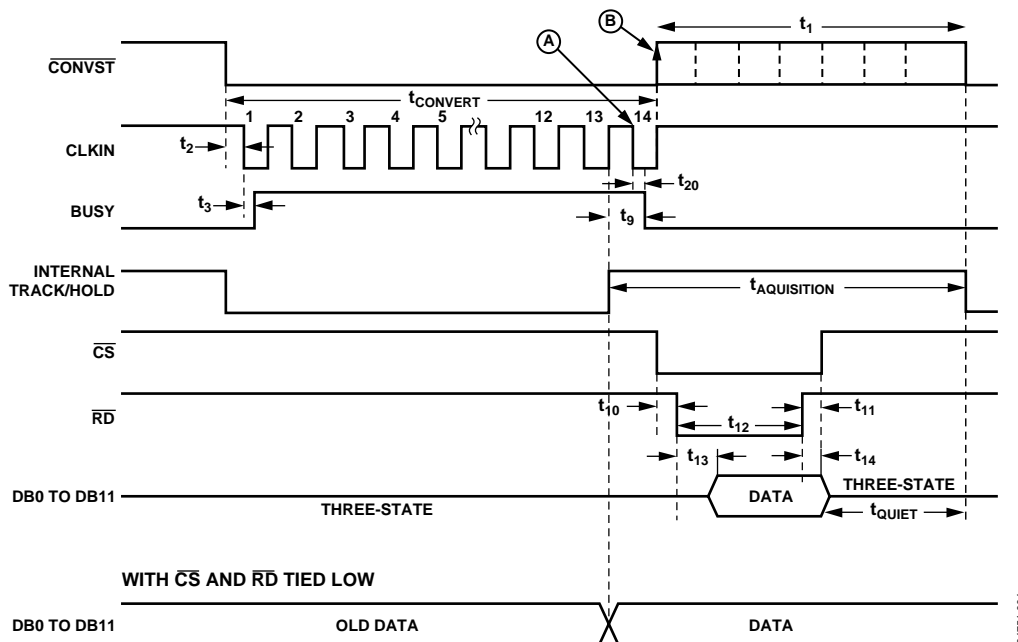 B
t1
A
CONVST
tCONVERT
1 2 3 4 5 12 13 14
t2
CLKIN
t20
t3
BUSY
t9
INTERNAL
TRACK/HOLD
tAQUISITION
CS
t10
t11
RD
t12
t13
t14
DB0 TO DB11
THREE-STATE
DATA
THREE-STATE
tQUIET
WITH CS AND RD TIED LOW
DB0 TO DB11
OLD DATA
DATA